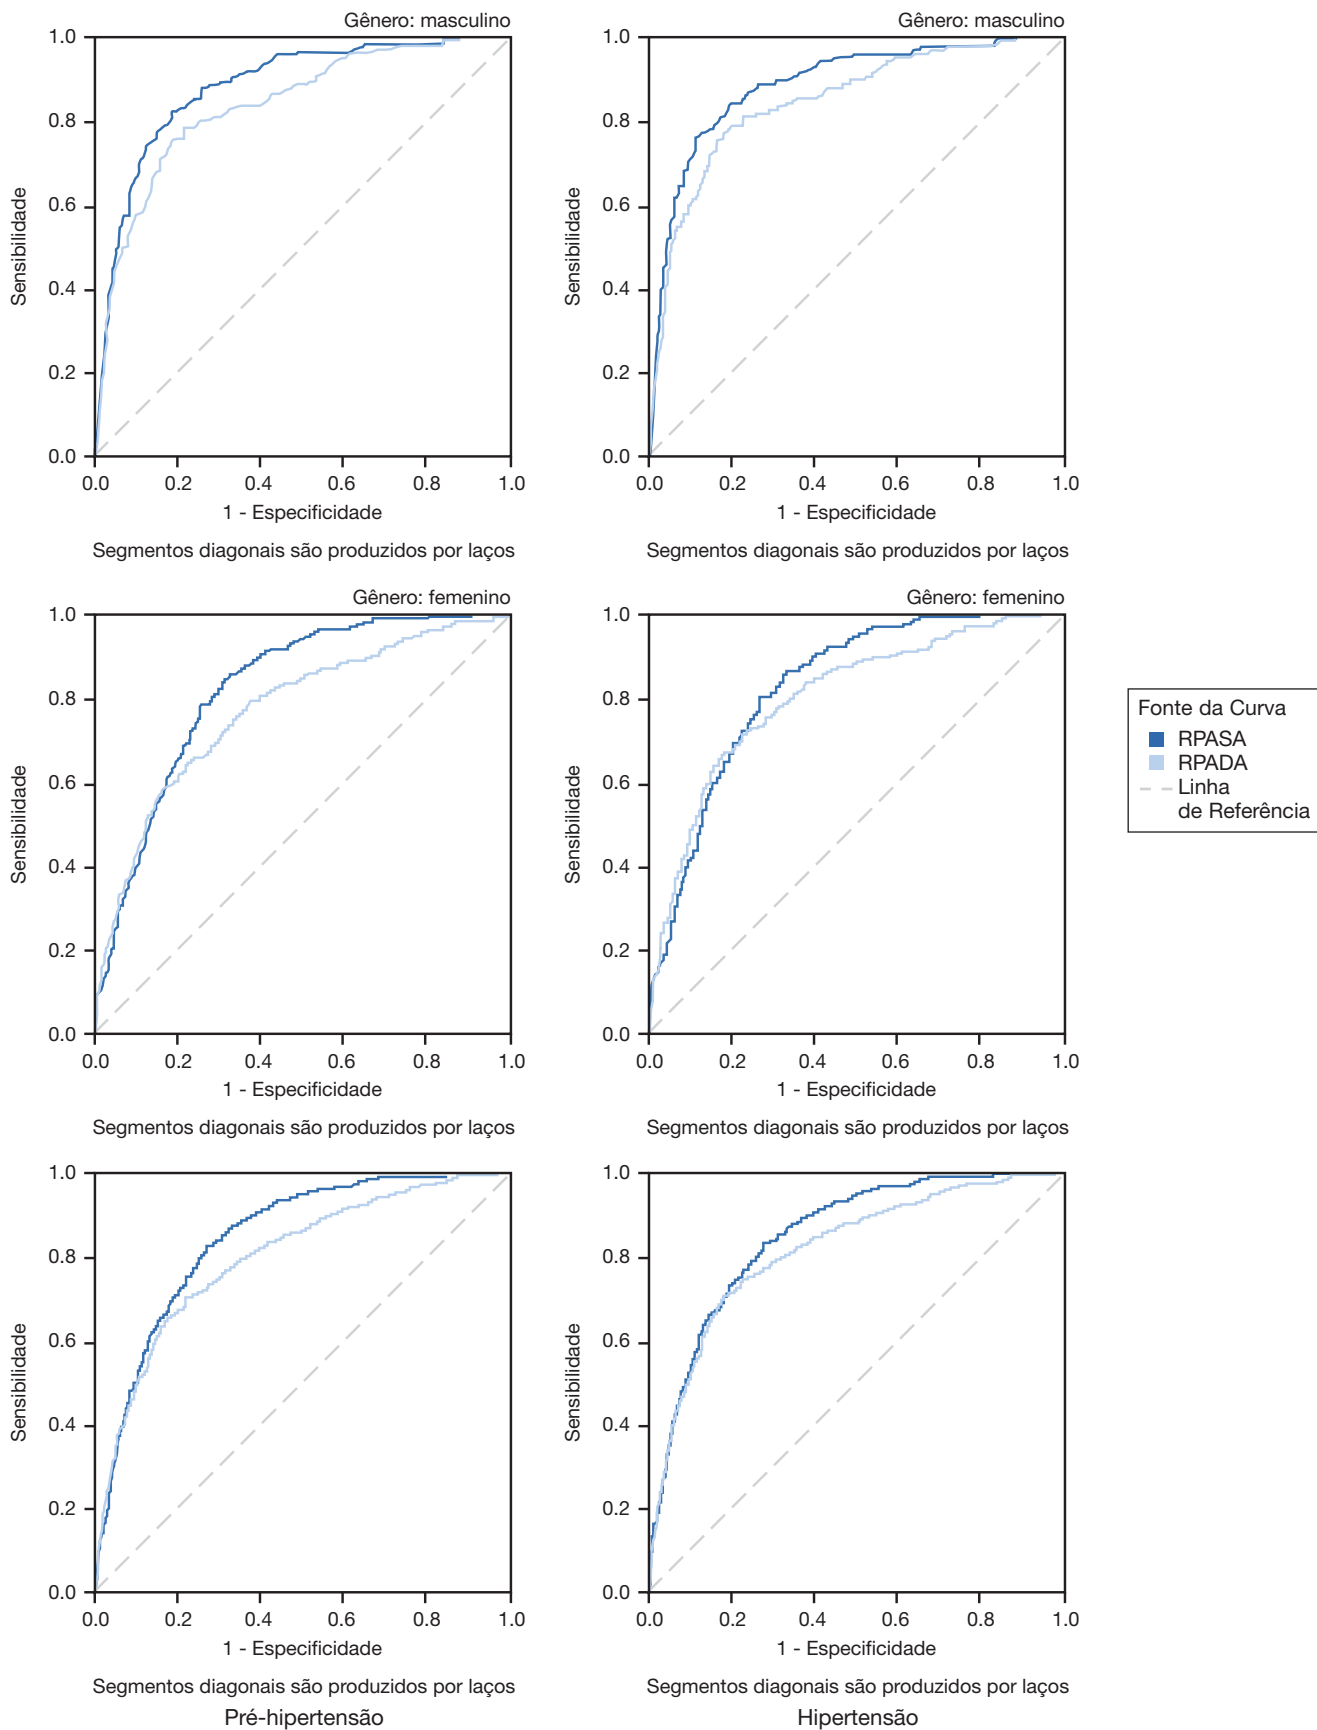 Gênero: masculino
1.0
0.8
0.6
0.4
0.2
0.0
Sensibilidade
0.0 0.2 0.4 0.6 0.8 1.0
1 - Especificidade
Segmentos diagonais são produzidos por laços
Gênero: masculino
1.0
0.8
0.6
0.4
0.2
0.0
Sensibilidade
0.0 0.2 0.4 0.6 0.8 1.0
1 - Especificidade
Segmentos diagonais são produzidos por laços
Gênero: femenino
1.0
0.8
0.6
0.4
0.2
0.0
Sensibilidade
0.0 0.2 0.4 0.6 0.8 1.0
1 - Especificidade
Segmentos diagonais são produzidos por laços
Gênero: femenino
1.0
0.8
0.6
0.4
0.2
0.0
Sensibilidade
0.0 0.2 0.4 0.6 0.8 1.0
1 - Especificidade
Segmentos diagonais são produzidos por laços
Fonte da Curva
RPASA
RPADA
Linha
de Referência
1.0
0.8
0.6
0.4
0.2
0.0
Sensibilidade
0.0 0.2 0.4 0.6 0.8 1.0
1 - Especificidade
Segmentos diagonais são produzidos por laços
Pré-hipertensão
1.0
0.8
0.6
0.4
0.2
0.0
Sensibilidade
0.0 0.2 0.4 0.6 0.8 1.0
1 - Especificidade
Segmentos diagonais são produzidos por laços
Hipertensão